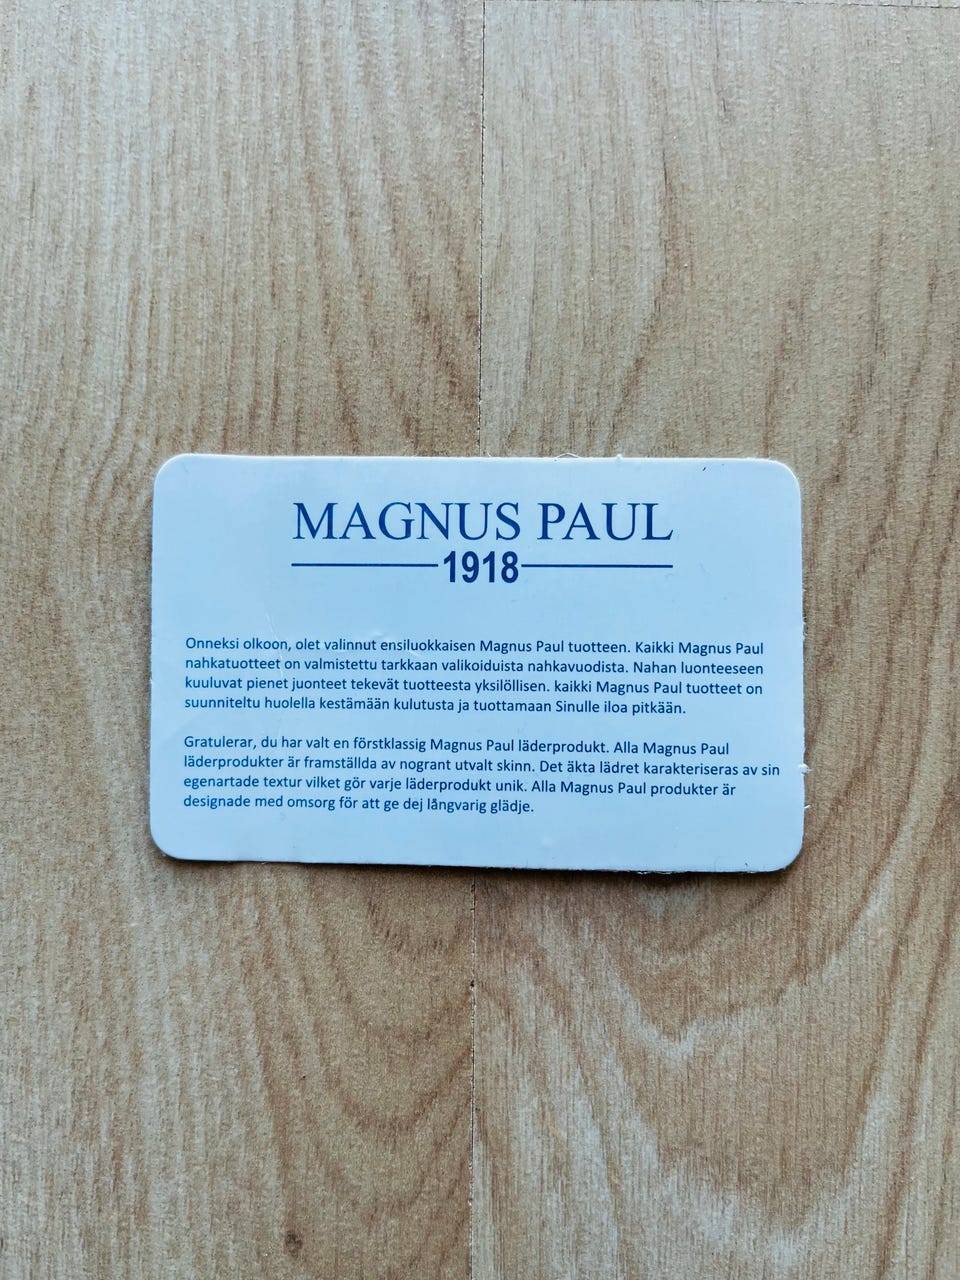 MAGNUS PAUL
1918
Onneksi olkoon, olet valinnut ensiluokkaisen Magnus Paul tuotteen. Kaikki Magnus Paul
nahkatuotteet on valmistettu tarkkaan valikoiduista nahkavuodista. Nahan luonteeseen
kuuluvat pienet juonteet tekevät tuotteesta yksilöllisen. kaikki Magnus Paul tuotteet on
suunniteltu huolella kestämään kulutusta ja tuottamaan Sinulle iloa pitkään.
Gratulerar, du har valt en förstklassig Magnus Paul läderprodukt. Alla Magnus Paul
läderprodukter är framställda av nogrant utvalt skinn. Det äkta lädret karakteriseras av sin
egenartade textur vilket gör varje läderprodukt unik. Alla Magnus Paul produkter är
designade med omsorg för att ge dej långvarig glädje.